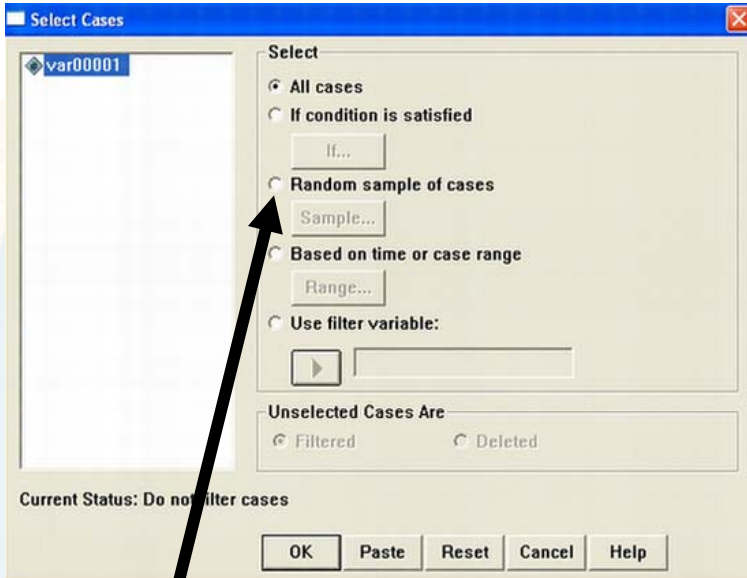 Select Cases
var00001
Select
All cases
If condition is satisfied
If...
Random sample of cases
Sample...
Based on time or case range
Range...
Use filter variable:
Unselected Cases Are
Filtered Deleted
Current Status: Do not filter cases
OK Paste Reset Cancel Help